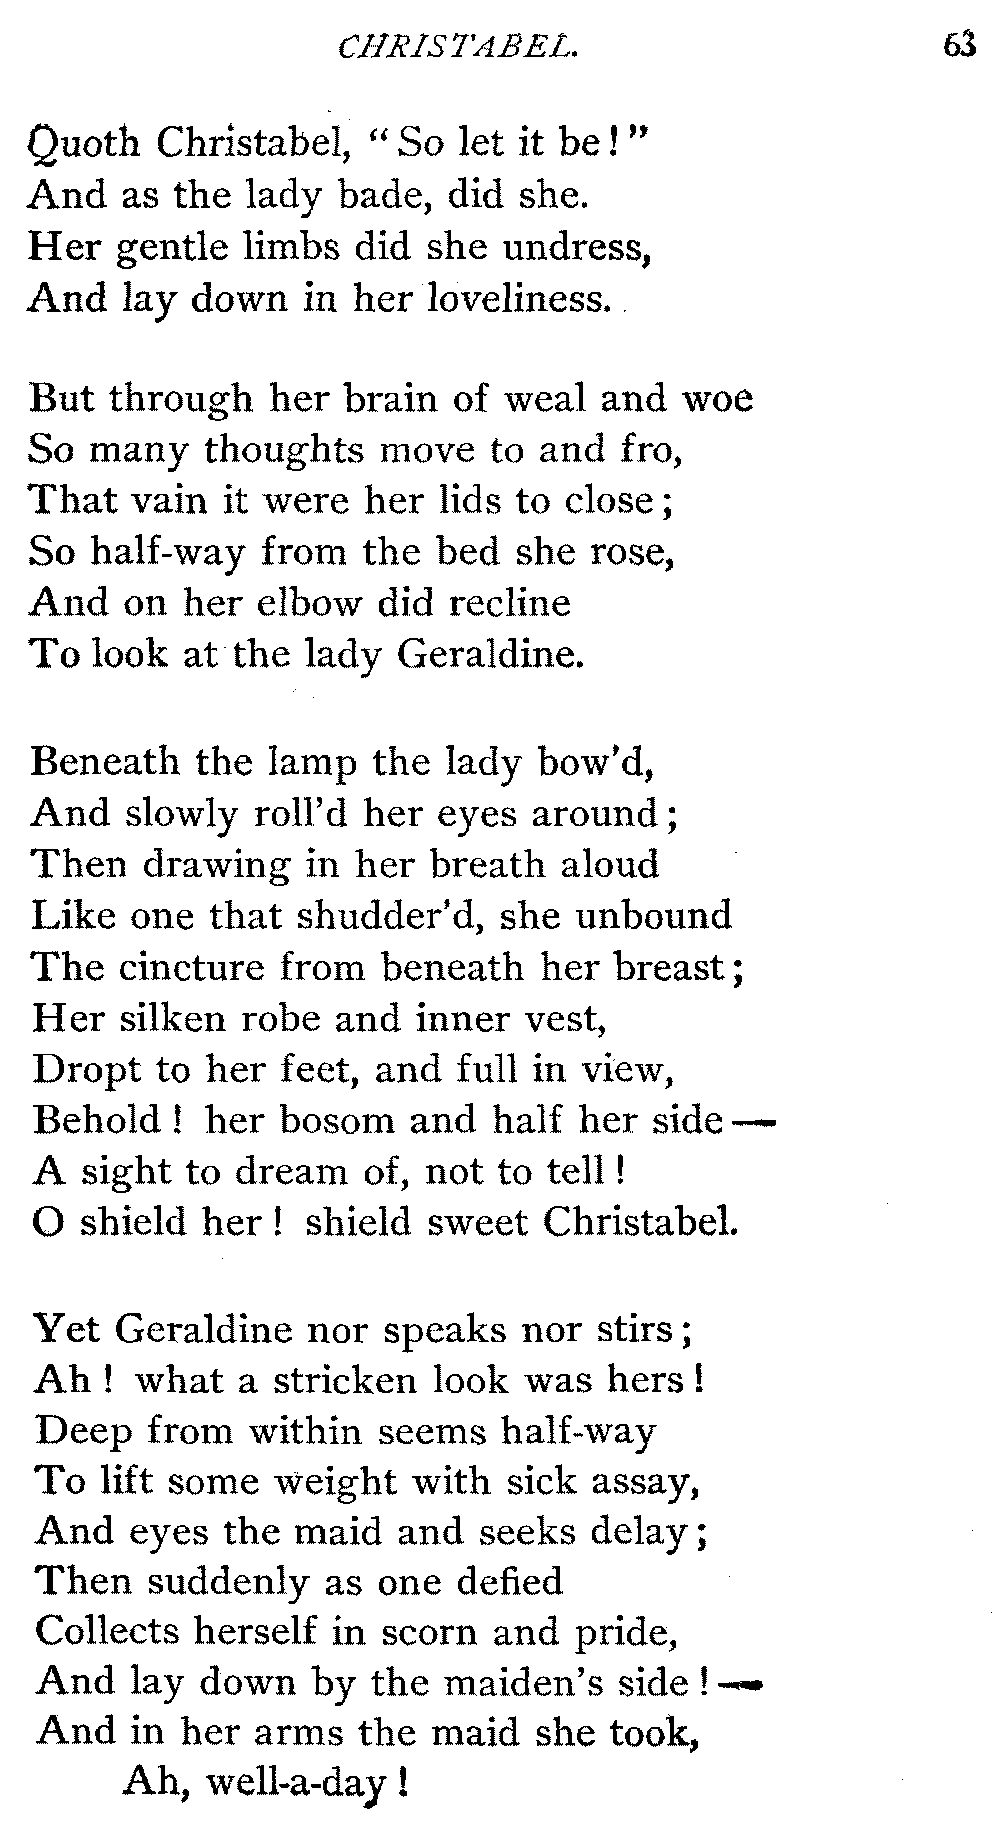 CHRISTABEL. 63
Quoth Christabel, “ So let it be ! ”
And as the lady bade, did she.
Her gentle limbs did she undress,
And lay down in her loveliness.
But through her brain of weal and woe
So many thoughts move to and fro,
That vain it were her lids to close ;
So half-way from the bed she rose,
And on her elbow did recline
To look at the lady Geraldine.
Beneath the lamp the lady bow’d,
And slowly roll’d her eyes around ;
Then drawing in her breath aloud
Like one that shudder’d, she unbound
The cincture from beneath her breast ;
Her silken robe and inner vest,
Dropt to her feet, and full in view,
Behold ! her bosom and half her side —
A sight to dream of, not to tell !
O shield her ! shield sweet Christabel.
Yet Geraldine nor speaks nor stirs ;
Ah ! what a stricken look was hers !
Deep from within seems half-way
To lift some weight with sick assay,
And eyes the maid and seeks delay ;
Then suddenly as one defied
Collects herself in scorn and pride,
And lay down by the maiden’s side ! —
And in her arms the maid she took,
Ah, well-a-day !